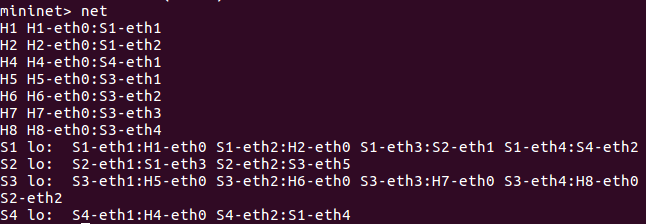 mininet> net
H1 H1-eth0:S1-eth1
H2 H2-eth0:S1-eth2
H4 H4-eth0:S4-eth1
H5 H5-eth0:S3-eth1
H6 H6-eth0:S3-eth2
H7 H7-eth0:S3-eth3
H8 H8-eth0:S3-eth4
S1 lo:  S1-eth1:H1-eth0 S1-eth2:H2-eth0 S1-eth3:S2-eth1 S1-eth4:S4-eth2
S2 lo:  S2-eth1:S1-eth3 S2-eth2:S3-eth5
S3 lo:  S3-eth1:H5-eth0 S3-eth2:H6-eth0 S3-eth3:H7-eth0 S3-eth4:H8-eth0
S2-eth2
S4 lo:  S4-eth1:H4-eth0 S4-eth2:S1-eth4